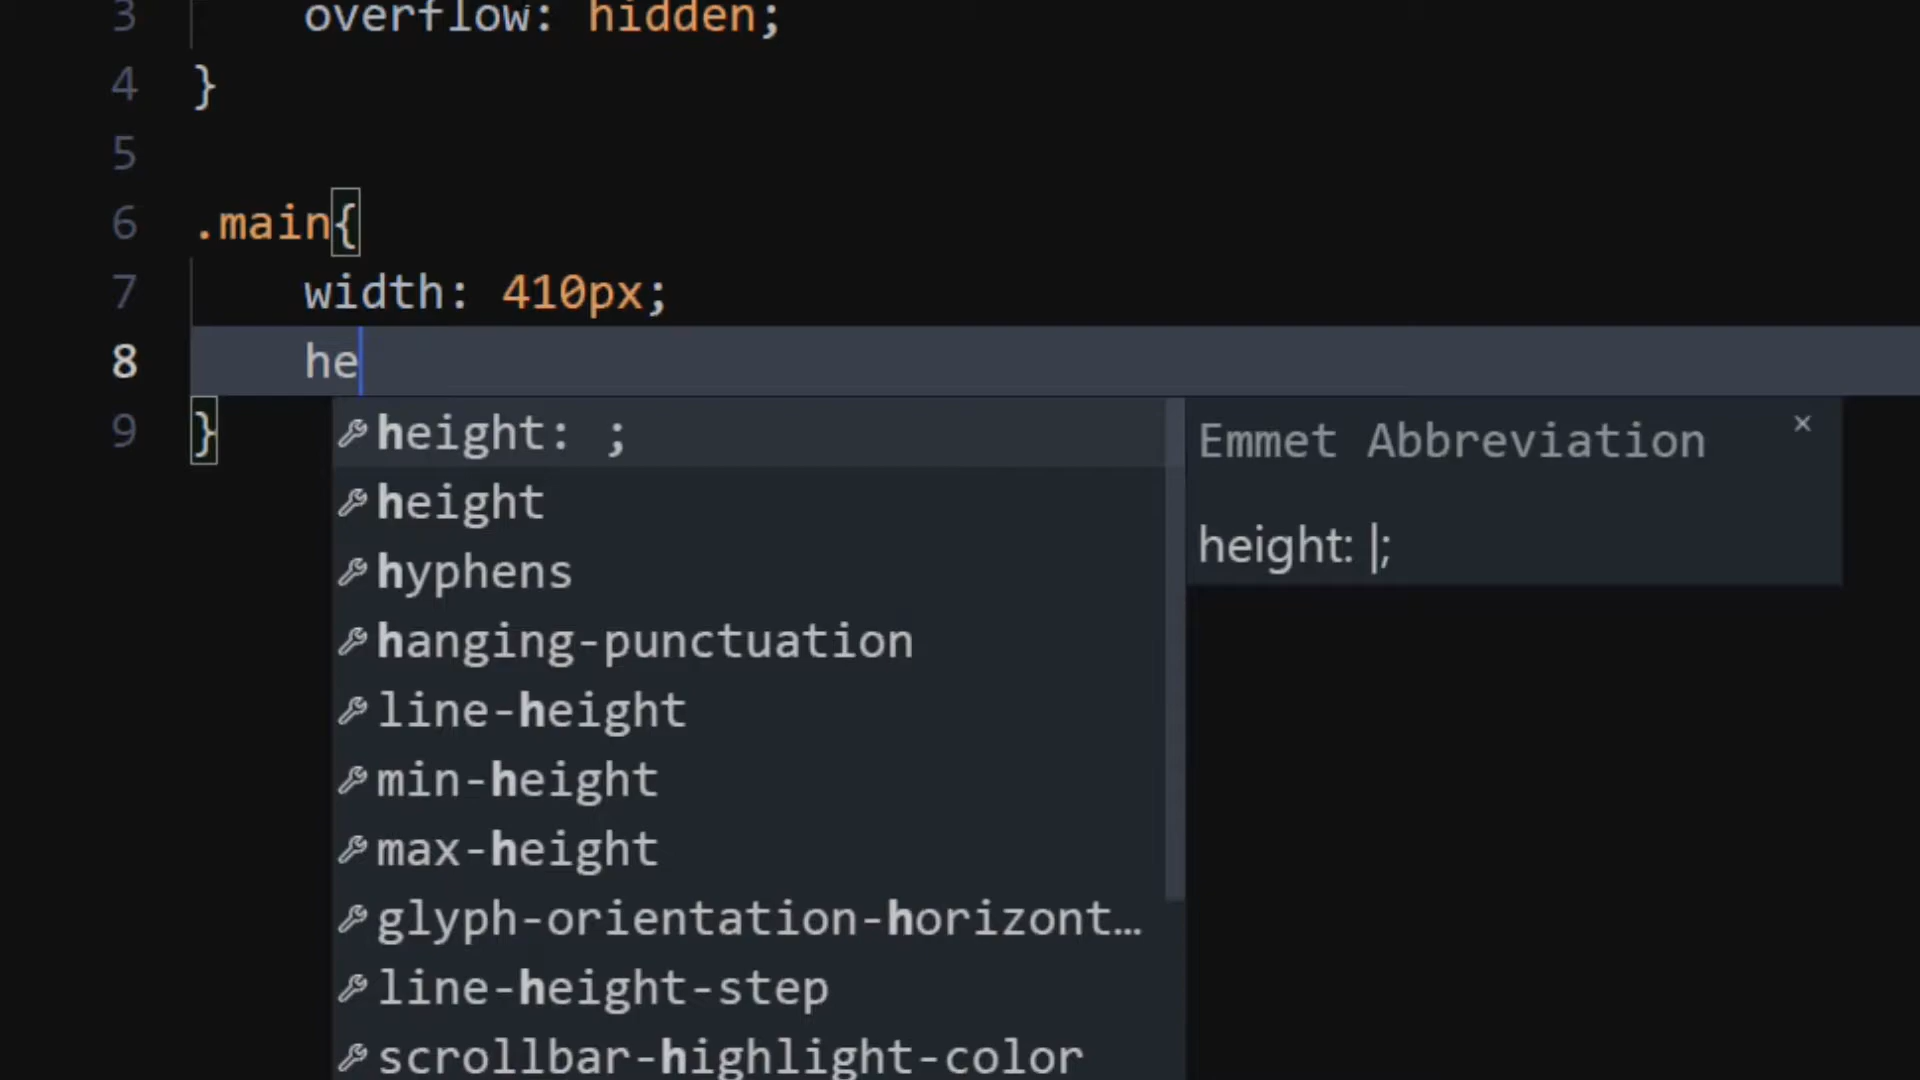 3 overflow: hidden;
4 }
5
6 .main{
7 width: 410px;
8 he
9 }
height: ;
height
hyphens
hanging-punctuation
line-height
min-height
max-height
glyph-orientation-horizont…
line-height-step
scrollbar-highlight-color
Emmet Abbreviation ×
height: |;